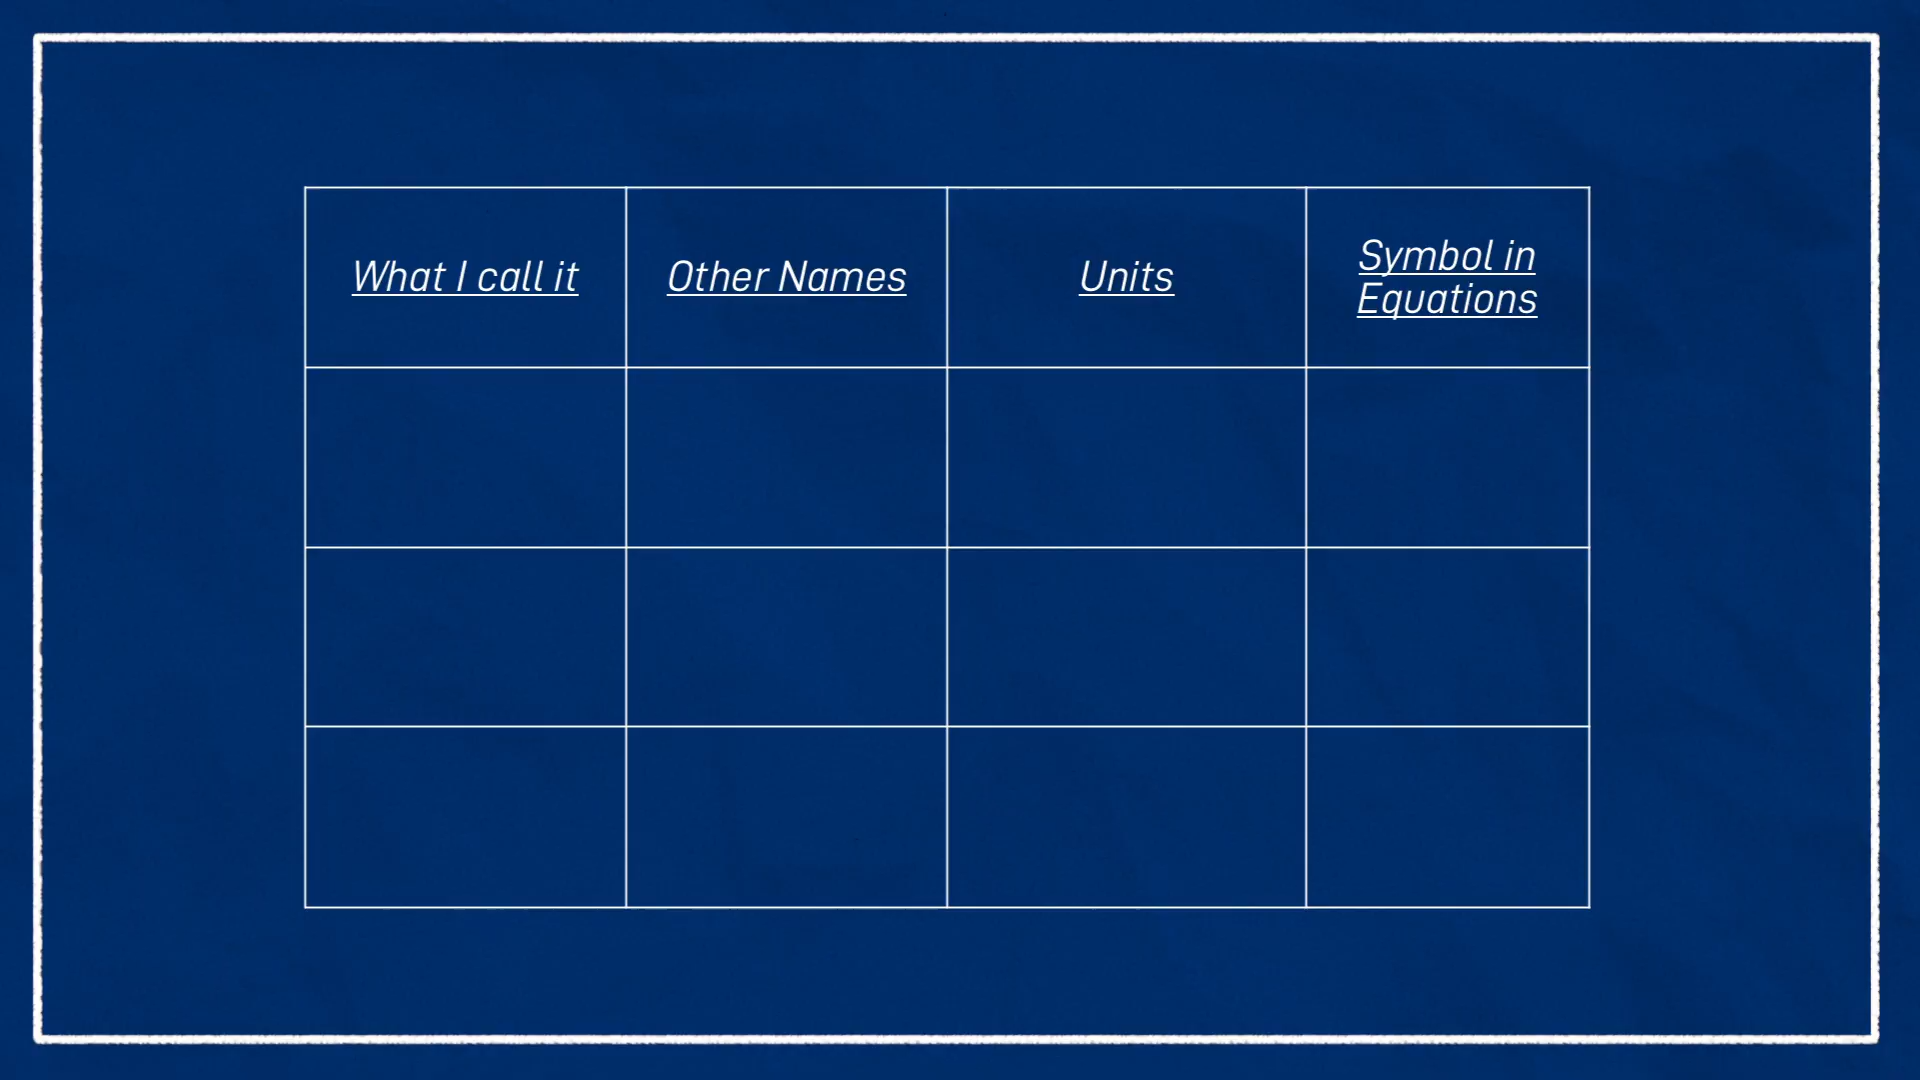 What I call it
Other Names
Units
Symbol in
Equations